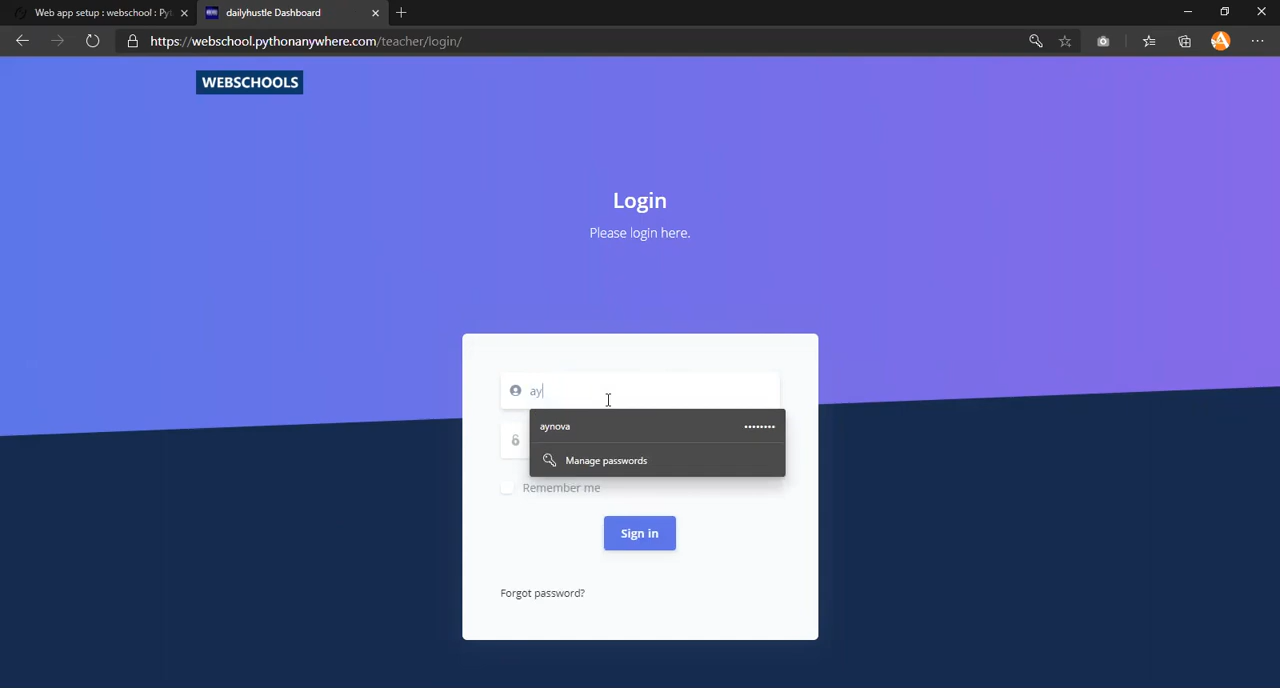 Web app setup : webschool : Pyt
dailyhustle Dashboard
https://webschool.pythonanywhere.com/teacher/login/
WEBSCHOOLS
Login
Please login here.
ay
aynova ••••••••
Manage passwords
Remember me
Sign in
Forgot password?